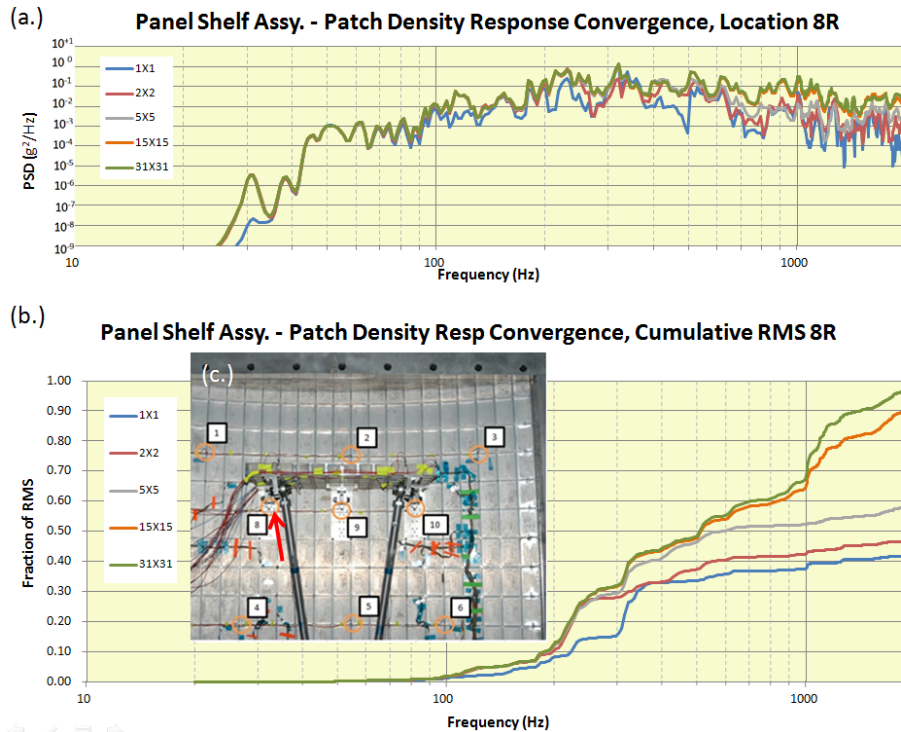 (a.)
Panel Shelf Assy. - Patch Density Response Convergence, Location 8R
PSD (g²/Hz)
10⁺¹
10⁰
10⁻¹
10⁻²
10⁻³
10⁻⁴
10⁻⁵
10⁻⁶
10⁻⁷
10⁻⁸
10⁻⁹
1X1
2X2
5X5
15X15
31X31
10 100 1000
Frequency (Hz)
(b.)
Panel Shelf Assy. - Patch Density Resp Convergence, Cumulative RMS 8R
Fraction of RMS
1.00
0.90
0.80
0.70
0.60
0.50
0.40
0.30
0.20
0.10
0.00
1X1
2X2
5X5
15X15
31X31
(c.)
1 2 3
8 9 10
4 5 6
10 100 1000
Frequency (Hz)